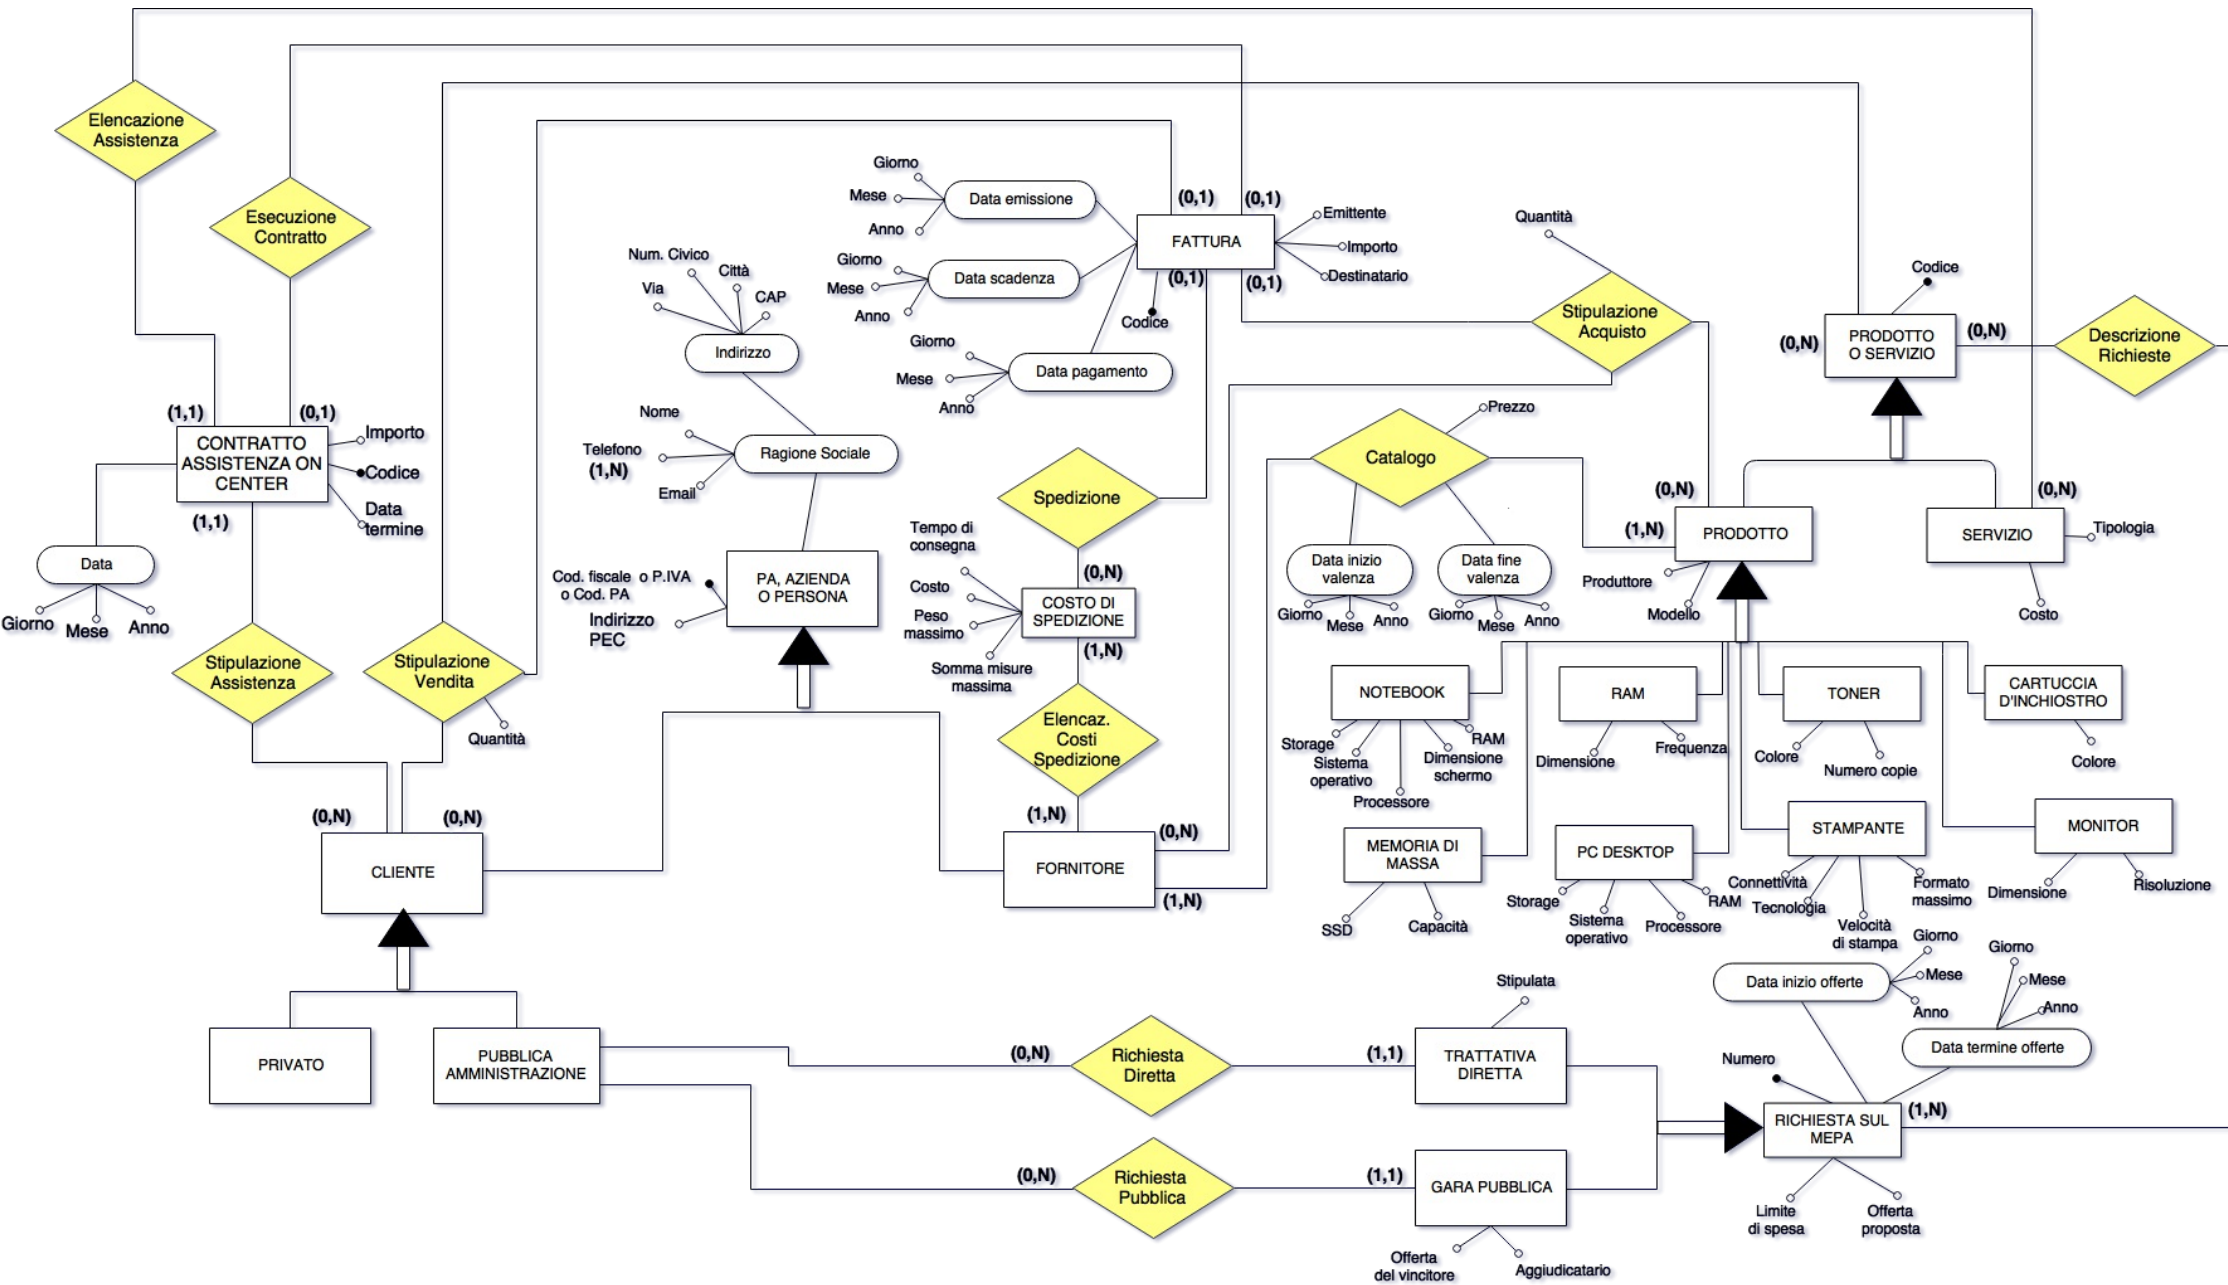 Elencazione
Assistenza
Esecuzione
Contratto
Giorno
Mese
Anno
Data emissione
Giorno
Mese
Anno
Data scadenza
Giorno
Mese
Anno
Data pagamento
(0,1)
(0,1)
FATTURA
(0,1)
(0,1)
Codice
Emittente
Importo
Destinatario
Quantità
Stipulazione
Acquisto
Codice
PRODOTTO
O SERVIZIO
(0,N)
(0,N)
Descrizione
Richieste
Num. Civico
Città
Via
CAP
Indirizzo
Nome
Telefono
(1,N)
Email
Ragione Sociale
(1,1)
(0,1)
CONTRATTO
ASSISTENZA ON
CENTER
Importo
Codice
Data
termine
(1,1)
Data
Giorno
Mese
Anno
Catalogo
Prezzo
Data inizio
valenza
Giorno
Mese
Anno
Data fine
valenza
Giorno
Mese
Anno
Spedizione
Tempo di
consegna
Costo
Peso
massimo
Somma misure
massima
(0,N)
COSTO DI
SPEDIZIONE
(1,N)
Cod. fiscale o P.IVA
o Cod. PA
Indirizzo
PEC
PA, AZIENDA
O PERSONA
(0,N)
(1,N)
PRODOTTO
Produttore
Modello
(0,N)
SERVIZIO
Tipologia
Costo
Stipulazione
Assistenza
Stipulazione
Vendita
Quantità
Elencaz.
Costi
Spedizione
NOTEBOOK
Storage
Sistema
operativo
Processore
Dimensione
schermo
RAM
RAM
Dimensione
Frequenza
TONER
Colore
Numero copie
CARTUCCIA
D'INCHIOSTRO
Colore
(0,N)
(0,N)
CLIENTE
(1,N)
(0,N)
FORNITORE
(1,N)
MEMORIA DI
MASSA
SSD
Capacità
PC DESKTOP
Storage
Sistema
operativo
Processore
RAM
STAMPANTE
Connettività
Tecnologia
Velocità
di stampa
Formato
massimo
MONITOR
Dimensione
Risoluzione
PRIVATO
PUBBLICA
AMMINISTRAZIONE
(0,N)
Richiesta
Diretta
(1,1)
Stipulata
TRATTATIVA
DIRETTA
Data inizio offerte
Giorno
Mese
Anno
Giorno
Mese
Anno
Data termine offerte
Numero
RICHIESTA SUL
MEPA
(1,N)
Limite
di spesa
Offerta
proposta
(0,N)
Richiesta
Pubblica
(1,1)
GARA PUBBLICA
Offerta
del vincitore
Aggiudicatario